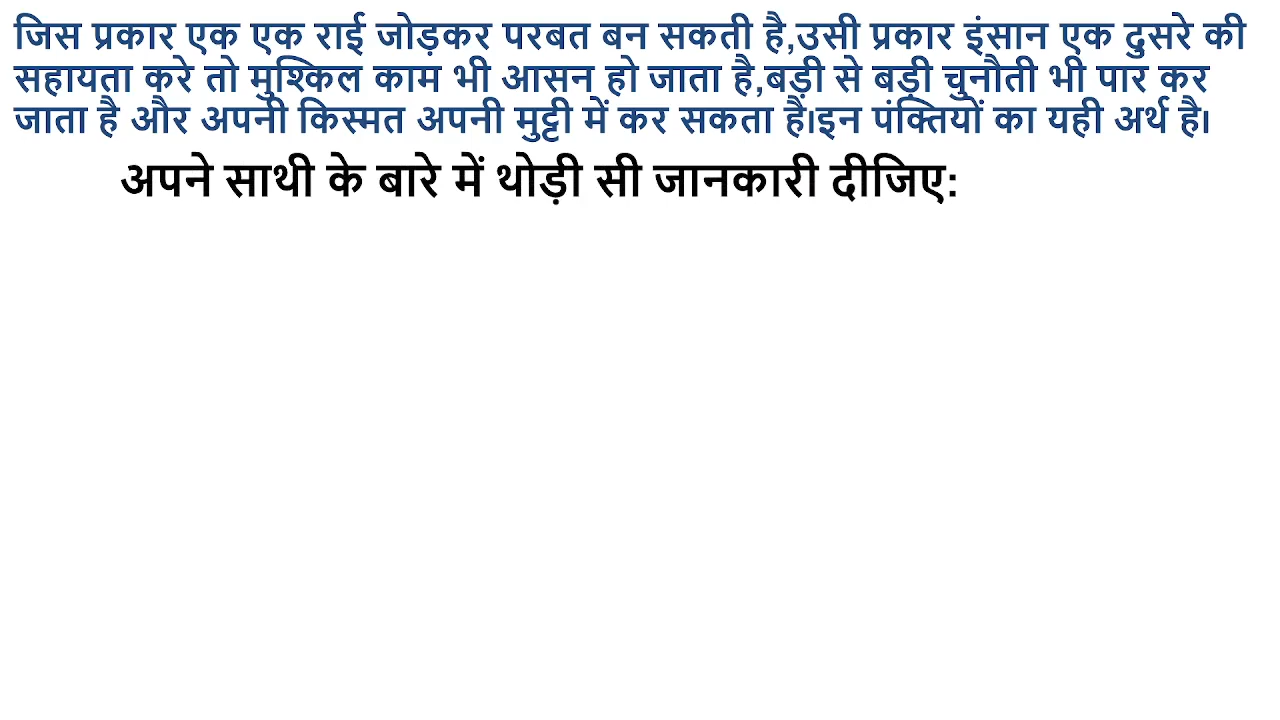 जिस प्रकार एक एक राई जोड़कर परबत बन सकती है,उसी प्रकार इंसान एक दुसरे की
सहायता करे तो मुश्किल काम भी आसन हो जाता है,बड़ी से बड़ी चुनौती भी पार कर
जाता है और अपनी किस्मत अपनी मुट्टी में कर सकता है।इन पंक्तियों का यही अर्थ है।
अपने साथी के बारे में थोड़ी सी जानकारी दीजिए: